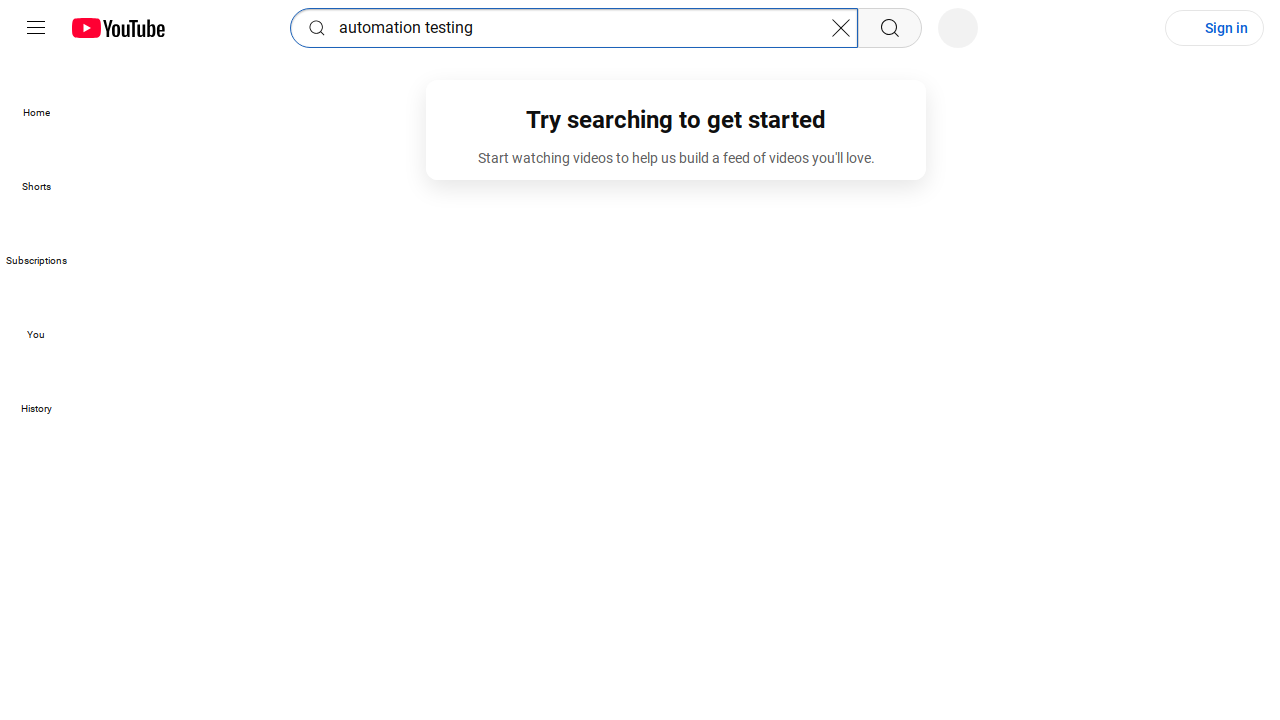 YouTube
automation testing
Sign in
Home
Shorts
Subscriptions
You
History
Try searching to get started
Start watching videos to help us build a feed of videos you'll love.